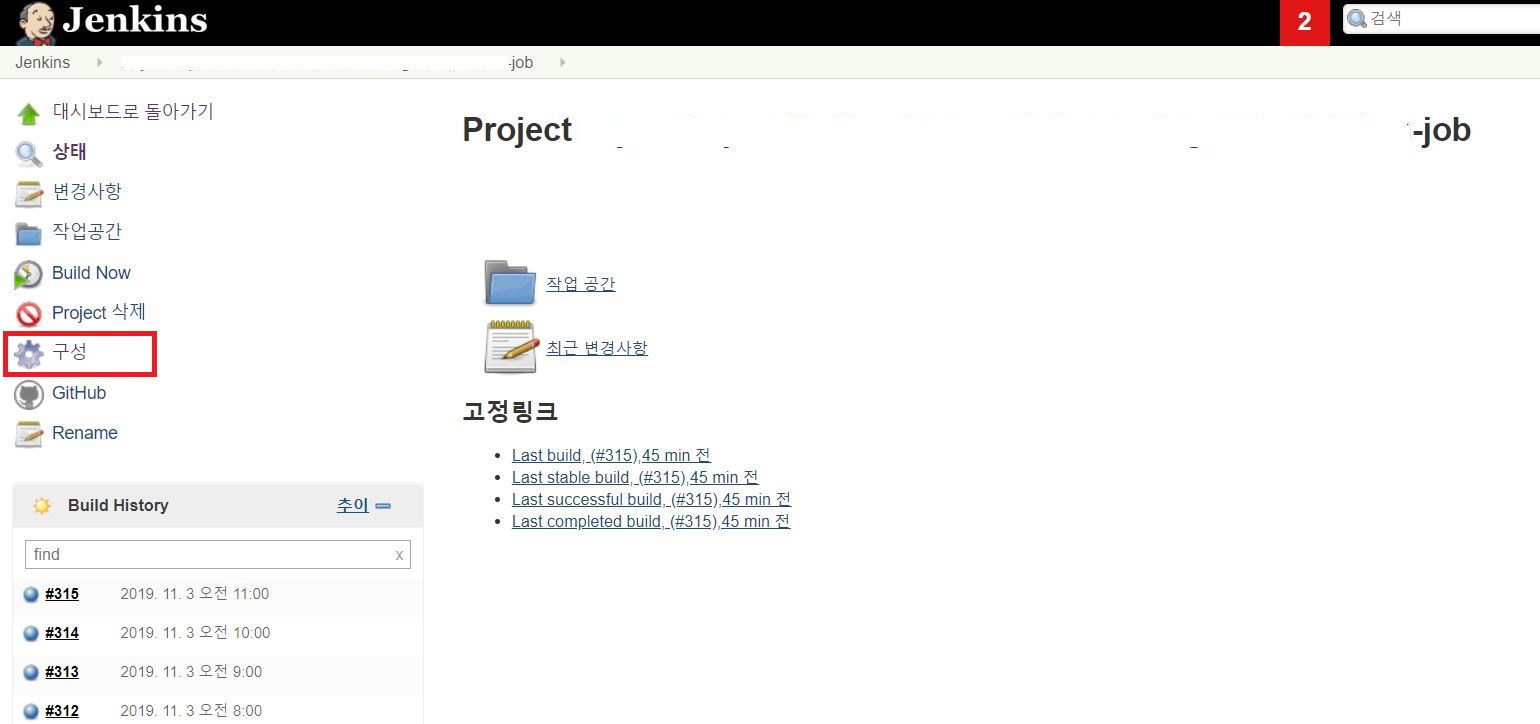 Jenkins
2
검색
Jenkins
-job
대시보드로 돌아가기
상태
변경사항
작업공간
Build Now
Project 삭제
구성
GitHub
Rename
Build History 추이
find x
#315 2019. 11. 3 오전 11:00
#314 2019. 11. 3 오전 10:00
#313 2019. 11. 3 오전 9:00
#312 2019. 11. 3 오전 8:00
Project -job
작업 공간
최근 변경사항
고정링크
Last build, (#315),45 min 전
Last stable build, (#315),45 min 전
Last successful build, (#315),45 min 전
Last completed build, (#315),45 min 전